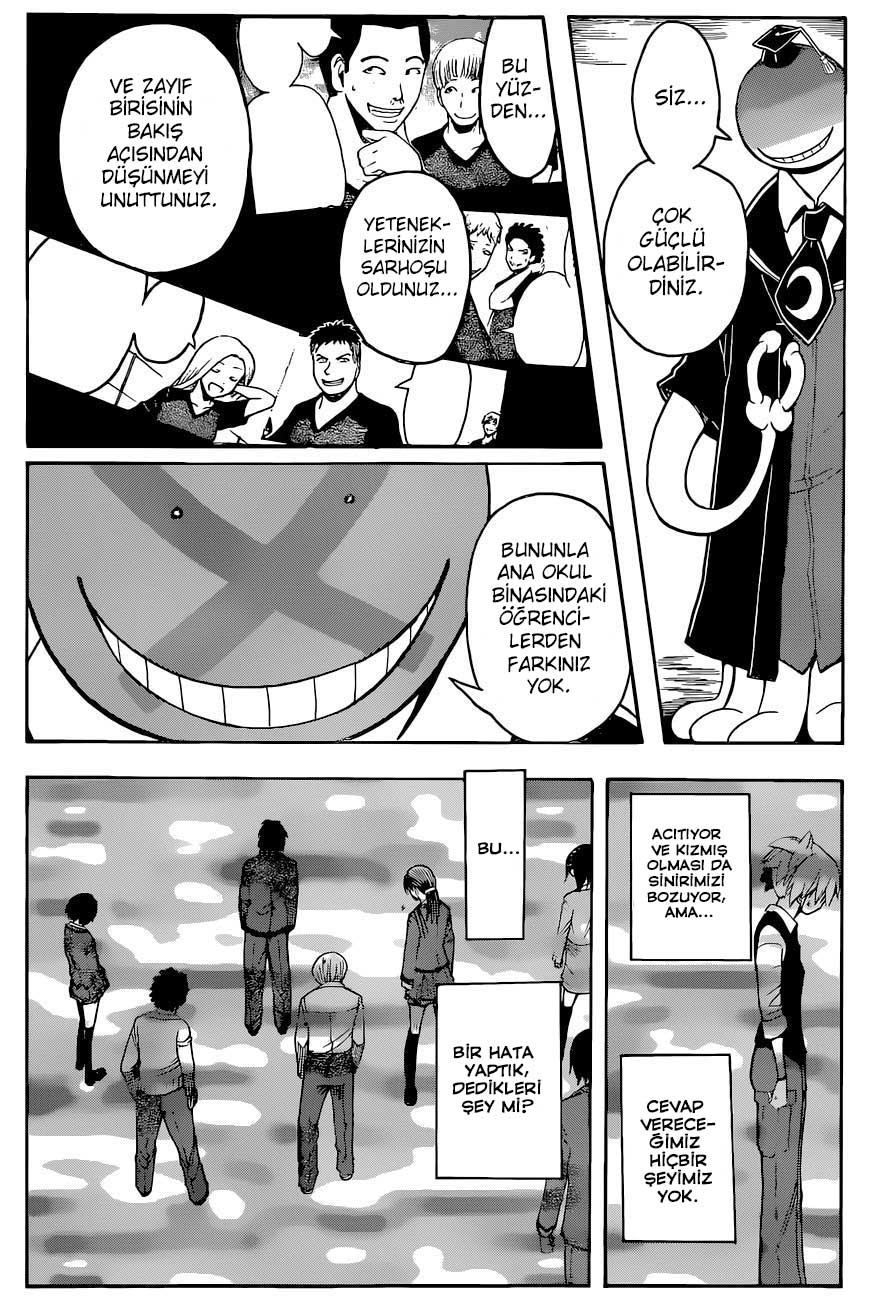 SİZ...
ÇOK
GÜÇLÜ
OLABİLİR-
DİNİZ.
BU
YÜZ-
DEN...
YETENEK-
LERİNİZİN
SARHOŞU
OLDUNUZ...
VE ZAYIF
BİRİSİNİN
BAKIŞ
AÇISINDAN
DÜŞÜNMEYİ
UNUTTUNUZ.
BUNUNLA
ANA OKUL
BİNASINDAKİ
ÖĞRENCİ-
LERDEN
FARKINIZ
YOK.
ACITIYOR
VE KIZMIŞ
OLMASI DA
SİNİRİMİZİ
BOZUYOR,
AMA...
CEVAP
VERECE-
ĞİMİZ
HİÇBİR
ŞEYİMİZ
YOK.
BU...
BİR HATA
YAPTIK,
DEDİKLERİ
ŞEY Mİ?